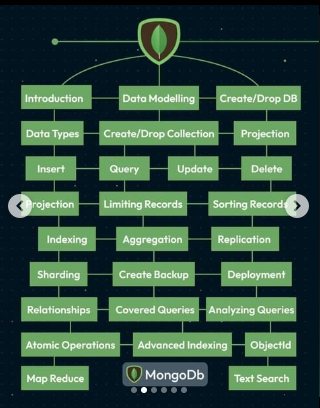 Introduction
Data Modelling
Create/Drop DB
Data Types
Create/Drop Collection
Projection
Insert
Query
Update
Delete
Projection
Limiting Records
Sorting Records
Indexing
Aggregation
Replication
Sharding
Create Backup
Deployment
Relationships
Covered Queries
Analyzing Queries
Atomic Operations
Advanced Indexing
ObjectId
Map Reduce
MongoDb
Text Search